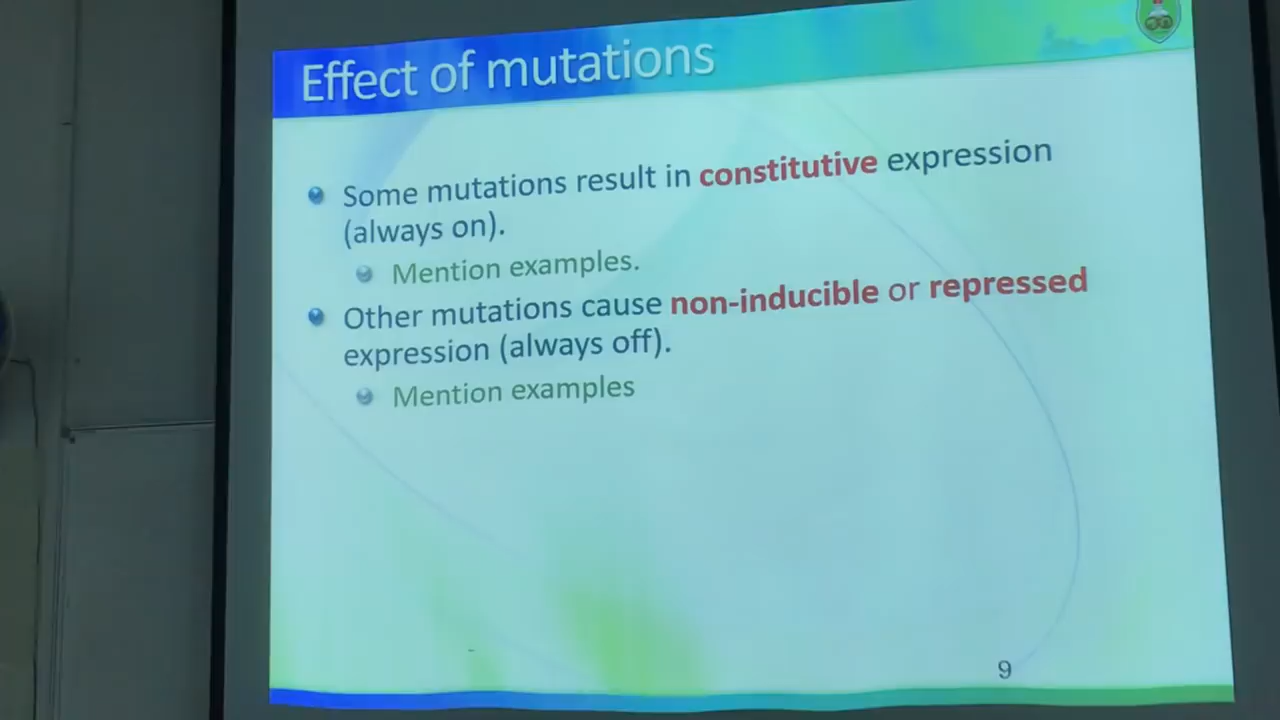 Effect of mutations
Some mutations result in constitutive expression
(always on).
Mention examples.
Other mutations cause non-inducible or repressed
expression (always off).
Mention examples
9